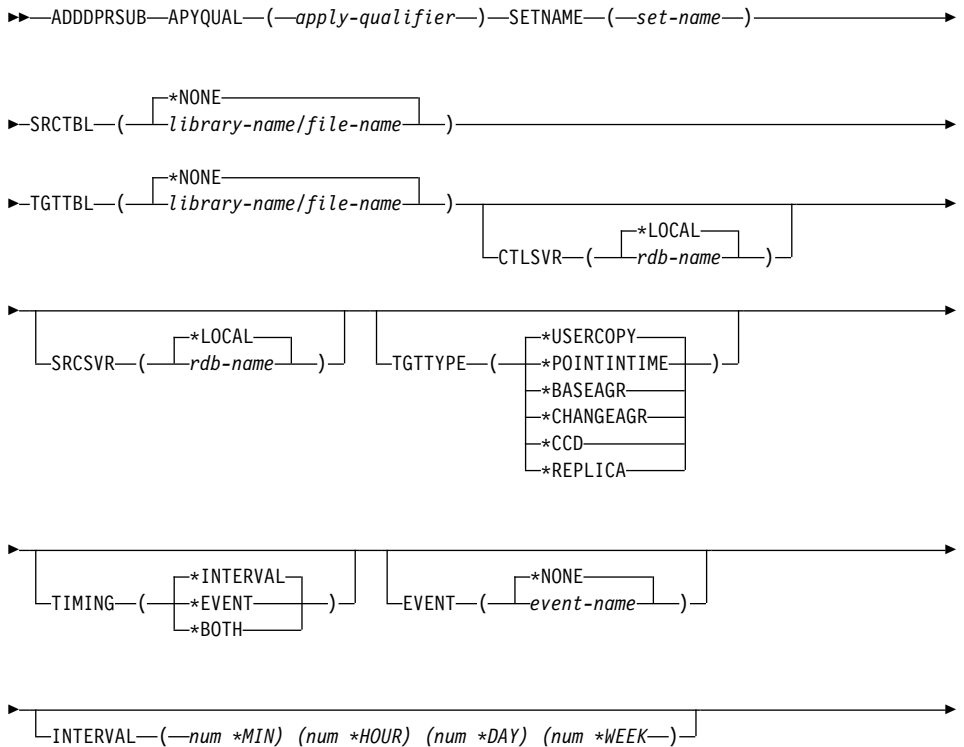 ADDDPRSUB APYQUAL ( apply-qualifier ) SETNAME ( set-name )
*NONE
SRCTBL ( library-name/file-name )
*NONE
TGTTBL ( library-name/file-name )
*LOCAL
CTLSVR ( rdb-name )
*LOCAL *USERCOPY
SRCSVR ( rdb-name ) TGTTYPE ( *POINTINTIME )
*BASEAGR
*CHANGEAGR
*CCD
*REPLICA
*INTERVAL *NONE
TIMING ( *EVENT ) EVENT ( event-name )
*BOTH
INTERVAL ( num *MIN) (num *HOUR) (num *DAY) (num *WEEK )